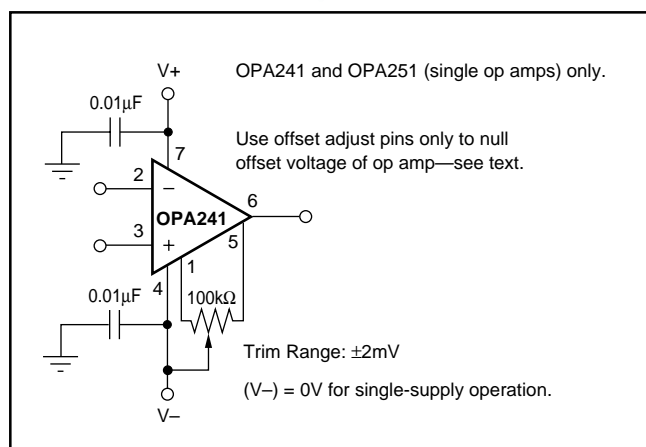 V+
OPA241 and OPA251 (single op amps) only.
0.01µF
Use offset adjust pins only to null
offset voltage of op amp—see text.
7
2
–
6
OPA241
3
+
5
1
4
100kΩ
0.01µF
Trim Range: ±2mV
(V–) = 0V for single-supply operation.
V–